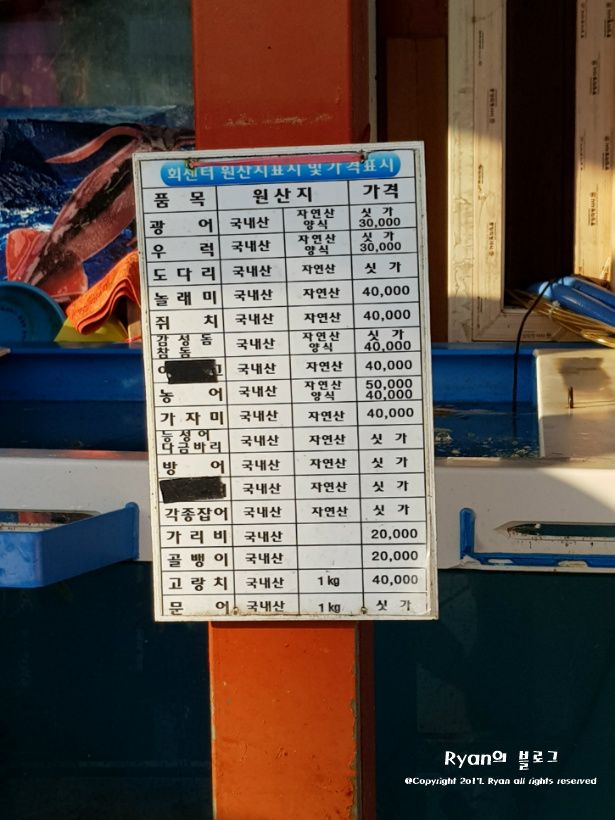 회센터 원산지표시 및 가격표시
품 목 원 산 지 가 격
광 어 국내산 자연산 싯 가
양식 30,000
우 럭 국내산 자연산 싯 가
양식 30,000
도 다 리 국내산 자연산 싯 가
놀 래 미 국내산 자연산 40,000
쥐 치 국내산 자연산 40,000
감 성 돔 국내산 자연산 싯 가
참 돔 양식 40,000
국내산 자연산 40,000
농 어 국내산 자연산 50,000
양식 40,000
가 자 미 국내산 자연산 40,000
능 성 어 국내산 자연산 싯 가
다금바리
방 어 국내산 자연산 싯 가
국내산 자연산 싯 가
각종잡어 국내산 자연산 싯 가
가 리 비 국내산 20,000
골 뱅 이 국내산 20,000
고 랑 치 국내산 1 kg 40,000
문 어 국내산 1 kg 싯 가
Ryan의 블로그
©Copyright 2017. Ryan all rights reserved